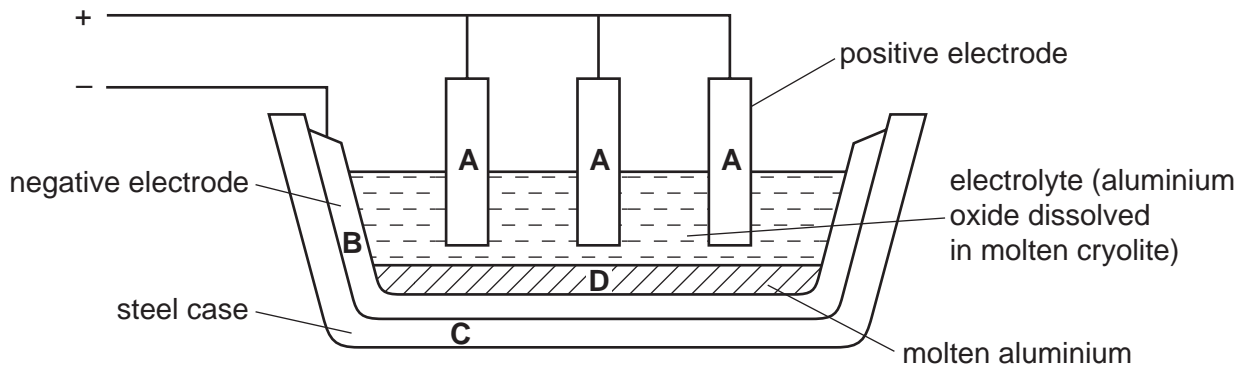 +
–
positive electrode
A A A
negative electrode
electrolyte (aluminium
oxide dissolved
in molten cryolite)
B
D
steel case
C
molten aluminium